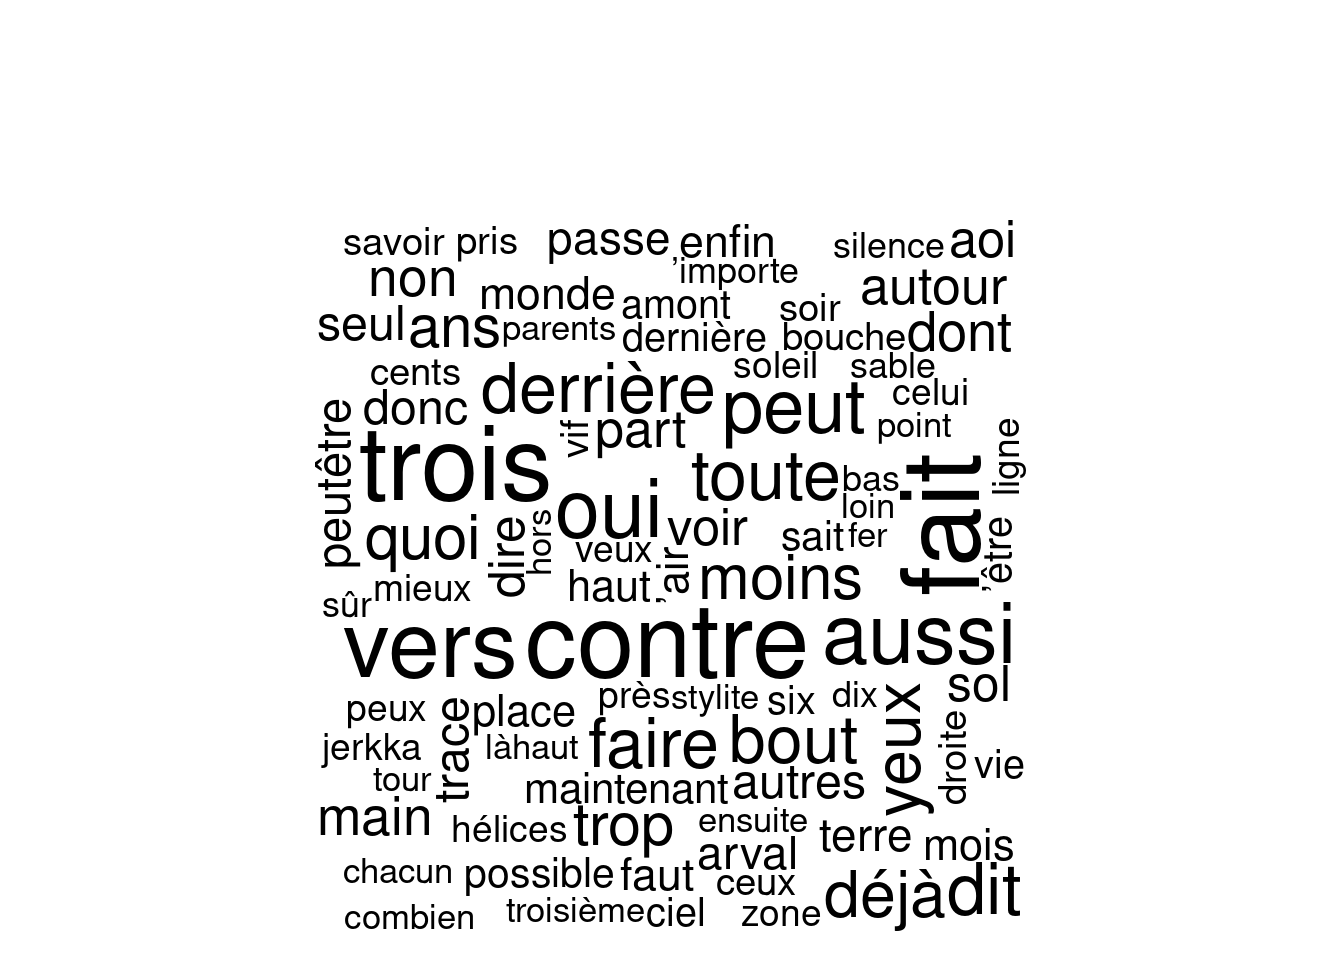 savoir pris passe ’enfin silence aoi
non ’importe autour
monde amont soir
seul ans parents dernière bouche dont
cents derrière soleil sable
donc peut celui
peutêtre trois vif part point ligne
oui toute bas fait
loin
quoi dire hors voir sait fer ’être
veux ’air
mieux haut moins
sûr
vers contre aussi
peux place près stylite six dix sol
jerkka trace làhaut faire bout yeux droite vie
tour maintenant autres
main hélices trop ensuite terre mois
arval
chacun possible faut ceux déjà dit
combien troisième ciel zone